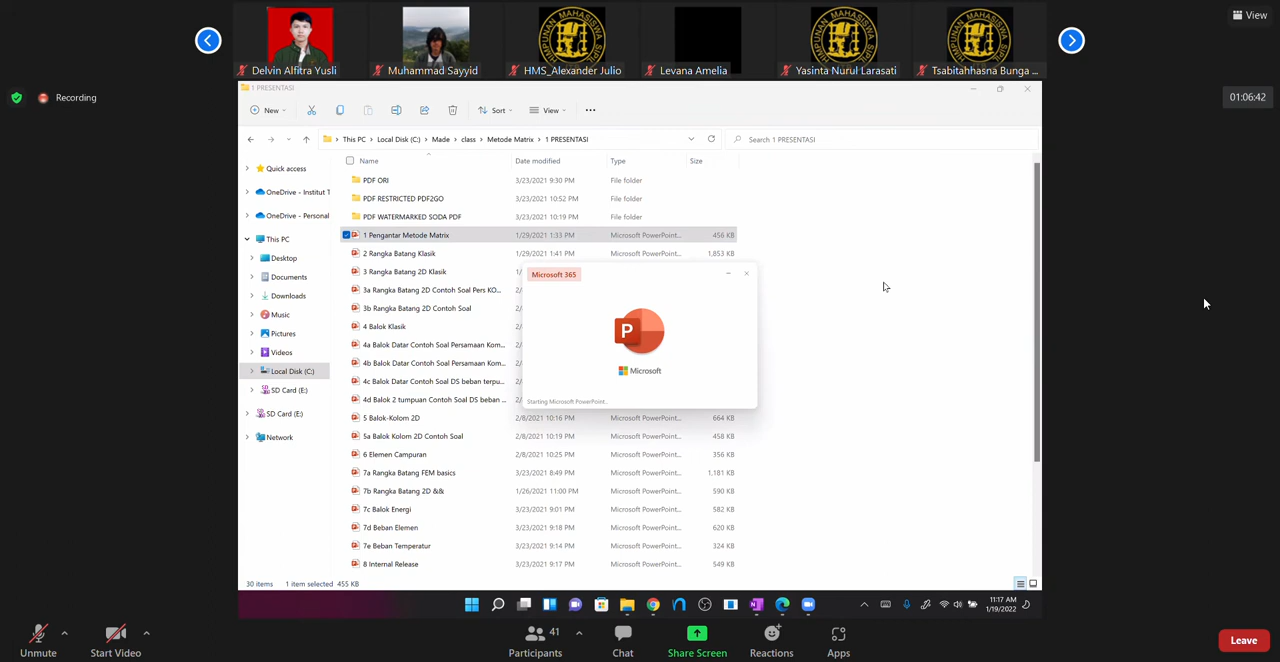 View
Delvin Alfitra Yusli
Muhammad Sayyid
HMS_Alexander Julio
Levana Amelia
Yasinta Nurul Larasati
Tsabitahhasna Bunga ...
Recording
01:06:42
1 PRESENTASI
New
Sort
View
This PC
Local Disk (C:)
Made
class
Metode Matrix
1 PRESENTASI
Search 1 PRESENTASI
Name Date modified Type Size
Quick access
OneDrive - Institut T
OneDrive - Personal
This PC
Desktop
Documents
Downloads
Music
Pictures
Videos
Local Disk (C:)
SD Card (E:)
SD Card (E:)
Network
PDF ORI 3/23/2021 9:30 PM File folder
PDF RESTRICTED PDF2GO 3/23/2021 10:52 PM File folder
PDF WATERMARKED SODA PDF 3/23/2021 10:19 PM File folder
1 Pengantar Metode Matrix 1/29/2021 1:33 PM Microsoft PowerPoint... 456 KB
2 Rangka Batang Klasik 1/29/2021 1:41 PM Microsoft PowerPoint... 1,853 KB
3 Rangka Batang 2D Klasik 1/
3a Rangka Batang 2D Contoh Soal Pers KO... 2/
3b Rangka Batang 2D Contoh Soal 2/
4 Balok Klasik 2/
4a Balok Datar Contoh Soal Persamaan Kom... 2/
4b Balok Datar Contoh Soal Persamaan Kom... 2/
4c Balok Datar Contoh Soal DS beban terpu... 2/
4d Balok 2 tumpuan Contoh Soal DS beban ... 2/
5 Balok-Kolom 2D 2/8/2021 10:16 PM Microsoft PowerPoint... 664 KB
5a Balok Kolom 2D Contoh Soal 2/8/2021 10:19 PM Microsoft PowerPoint... 458 KB
6 Elemen Campuran 2/8/2021 10:25 PM Microsoft PowerPoint... 356 KB
7a Rangka Batang FEM basics 3/23/2021 8:49 PM Microsoft PowerPoint... 1,181 KB
7b Rangka Batang 2D && 1/26/2021 11:00 PM Microsoft PowerPoint... 590 KB
7c Balok Energi 3/23/2021 9:01 PM Microsoft PowerPoint... 582 KB
7d Beban Elemen 3/23/2021 9:18 PM Microsoft PowerPoint... 620 KB
7e Beban Temperatur 3/23/2021 9:14 PM Microsoft PowerPoint... 324 KB
8 Internal Release 3/23/2021 9:17 PM Microsoft PowerPoint... 549 KB
Microsoft 365
P
Microsoft
Starting Microsoft PowerPoint...
30 items 1 item selected 455 KB
11:17 AM
1/19/2022
Unmute
Start Video
41
Participants
Chat
Share Screen
Reactions
Apps
Leave